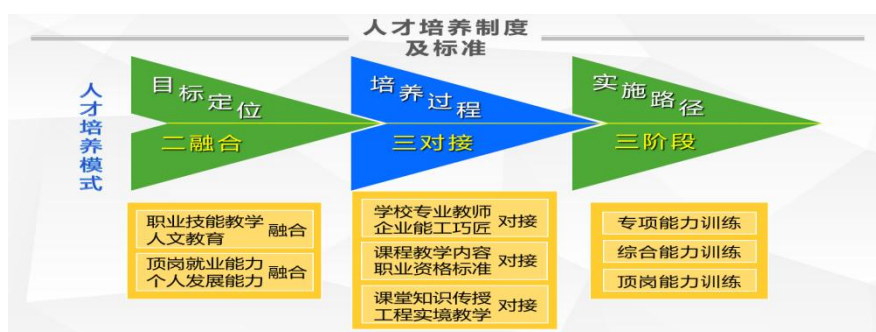 人才培养制度
及标准
人才培养模式
目标定位
二融合
培养过程
三对接
实施路径
三阶段
职业技能教学
人文教育
融合
顶岗就业能力
个人发展能力
融合
学校专业教师
企业能工巧匠
对接
课程教学内容
职业资格标准
对接
课堂知识传授
工程实境教学
对接
专项能力训练
综合能力训练
顶岗能力训练